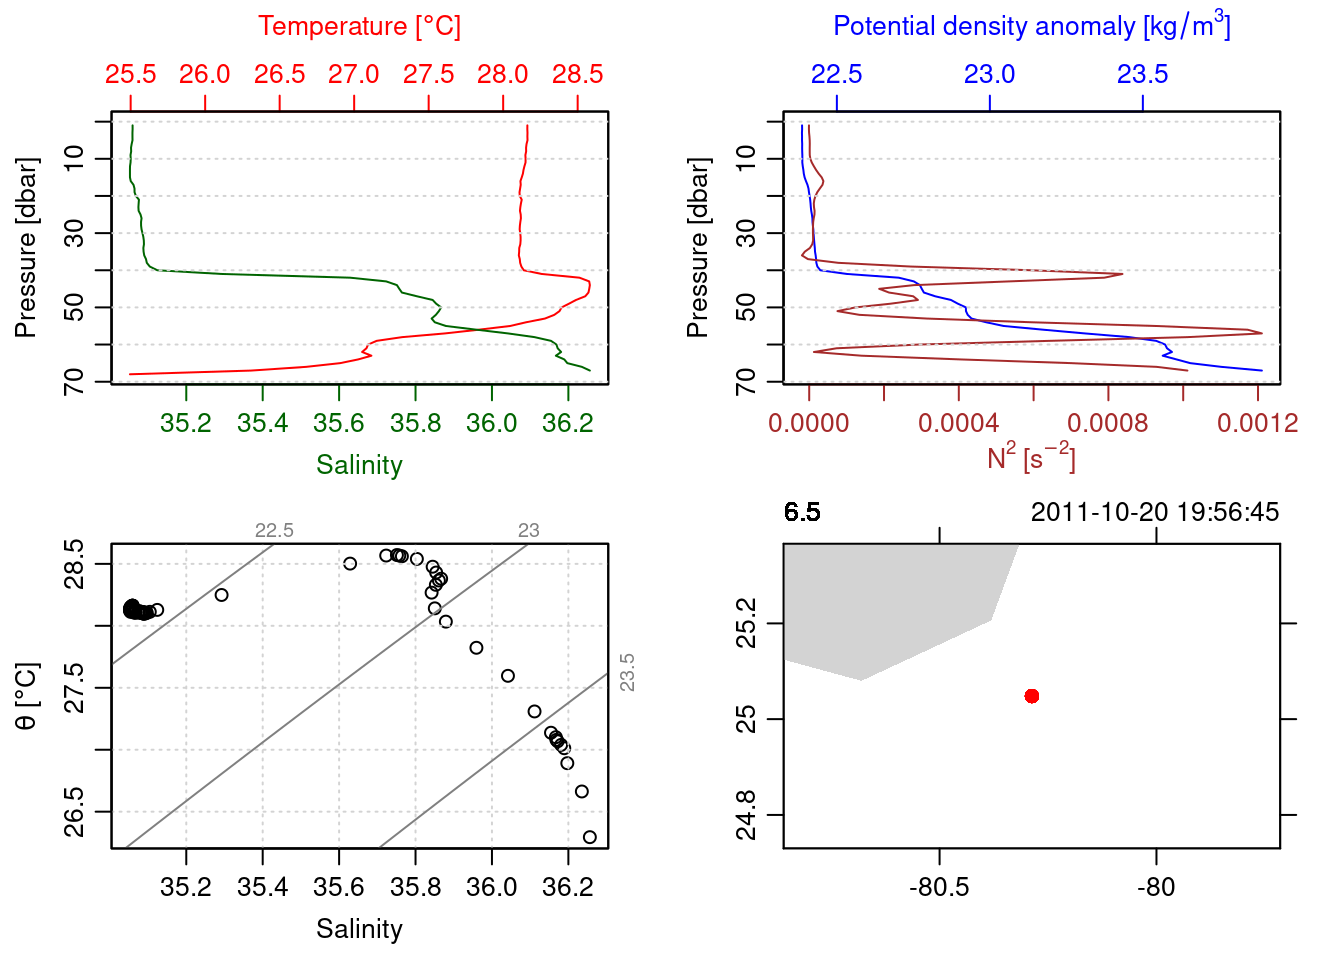 Temperature [°C]
25.5 26.0 26.5 27.0 27.5 28.0 28.5
Pressure [dbar]
10
30
50
70
35.2 35.4 35.6 35.8 36.0 36.2
Salinity
Potential density anomaly [kg/m³]
22.5 23.0 23.5
Pressure [dbar]
10
30
50
70
0.0000 0.0004 0.0008 0.0012
N² [s⁻²]
22.5 23
23.5
θ [°C]
28.5
27.5
26.5
35.2 35.4 35.6 35.8 36.0 36.2
Salinity
6.5 2011-10-20 19:56:45
25.2
25
24.8
-80.5 -80